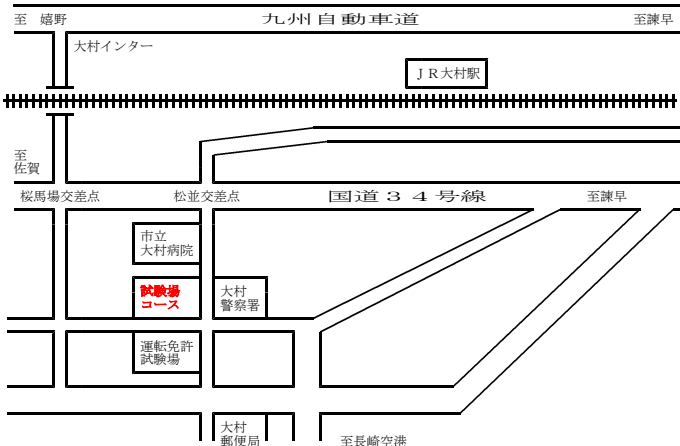 至 嬉野
九州自動車道
至諫早
大村インター
ＪＲ大村駅
至
佐賀
桜馬場交差点
松並交差点
国道３４号線
至諫早
市立
大村病院
試験場
コース
大村
警察署
運転免許
試験場
大村
郵便局
至長崎空港